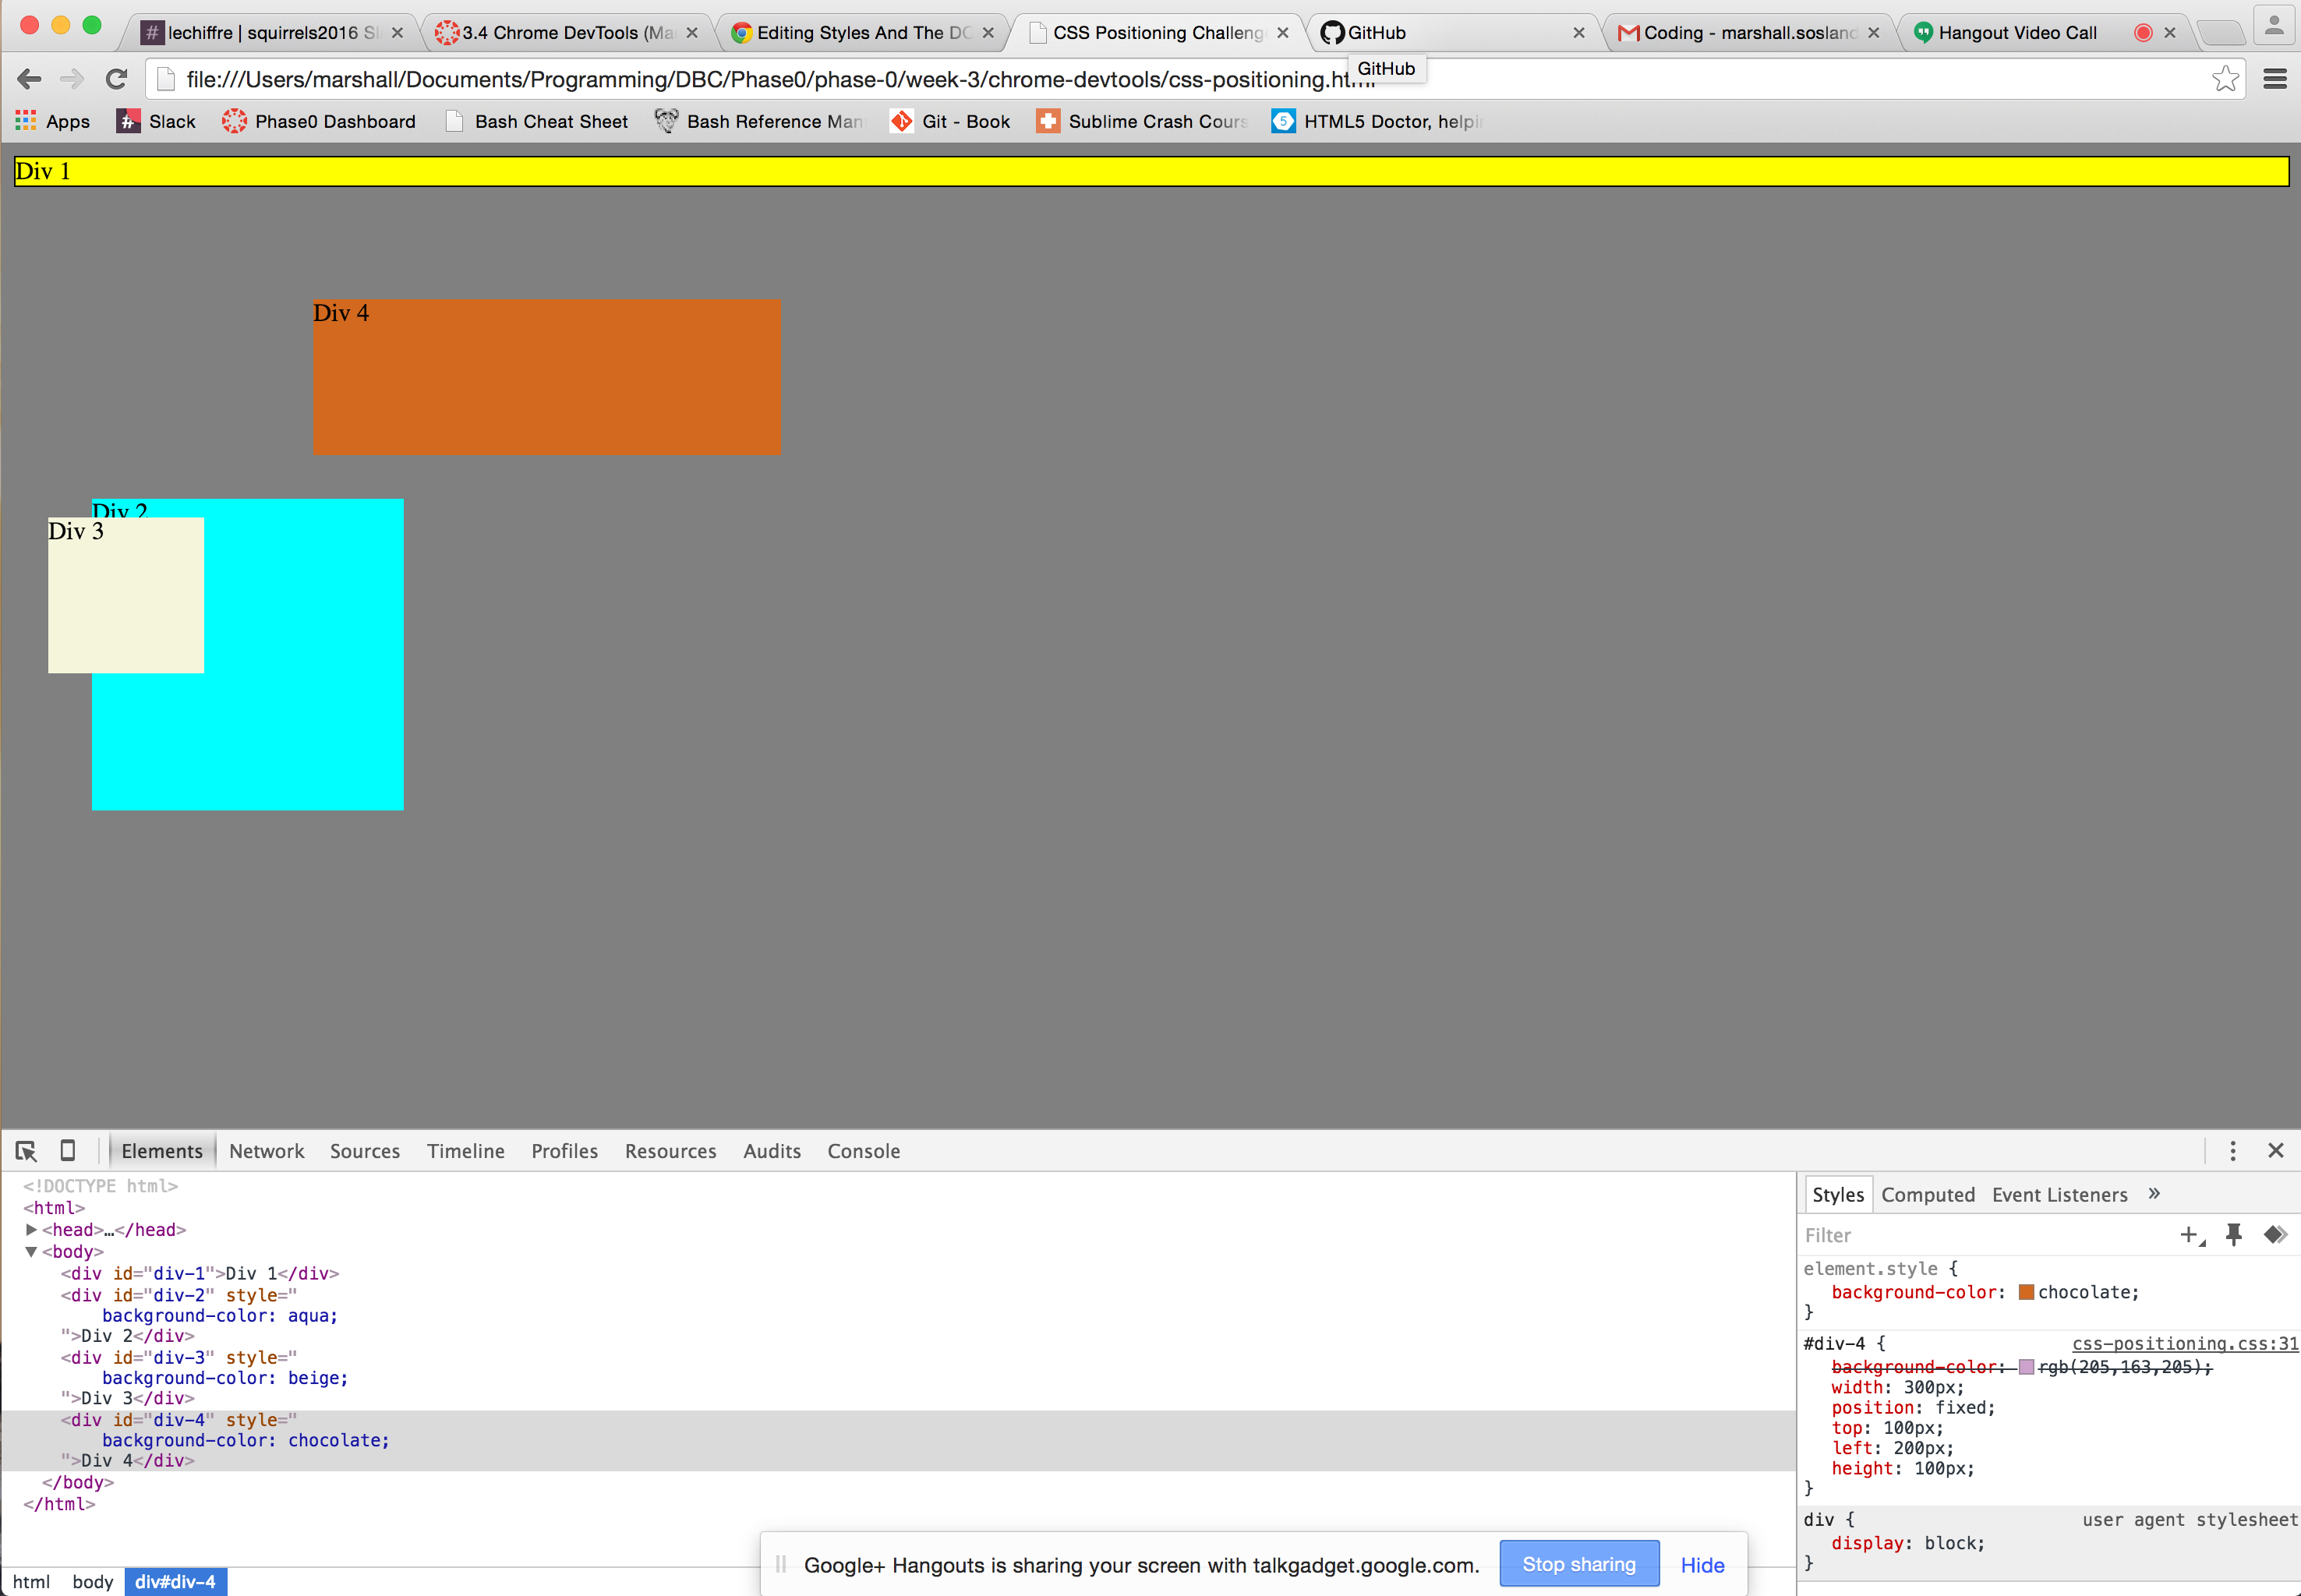 lechiffre | squirrels2016 Sl
3.4 Chrome DevTools (Ma
Editing Styles And The DO
CSS Positioning Challeng
GitHub
Coding - marshall.sosland
Hangout Video Call
file:///Users/marshall/Documents/Programming/DBC/Phase0/phase-0/week-3/chrome-devtools/css-positioning.html
GitHub
Apps
Slack
Phase0 Dashboard
Bash Cheat Sheet
Bash Reference Man
Git - Book
Sublime Crash Cours
HTML5 Doctor, helpi
Div 1
Div 4
Div 2
Div 3
Elements Network Sources Timeline Profiles Resources Audits Console
<!DOCTYPE html>
<html>
<head>…</head>
<body>
<div id="div-1">Div 1</div>
<div id="div-2" style="
background-color: aqua;
">Div 2</div>
<div id="div-3" style="
background-color: beige;
">Div 3</div>
<div id="div-4" style="
background-color: chocolate;
">Div 4</div>
</body>
</html>
html body div#div-4
Styles Computed Event Listeners »
Filter
element.style {
background-color: chocolate;
}
#div-4 { css-positioning.css:31
background-color: rgb(205,163,205);
width: 300px;
position: fixed;
top: 100px;
left: 200px;
height: 100px;
}
div { user agent stylesheet
display: block;
}
Google+ Hangouts is sharing your screen with talkgadget.google.com. Stop sharing Hide